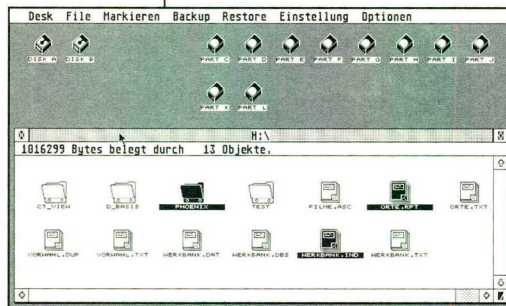 Desk File Markieren Backup Restore Einstellung Optionen
DISK A DISK B PART C PART D PART E PART F PART G PART H PART I PART J
PART K PART L
H:\
1016299 Bytes belegt durch 13 Objekte.
CT_VIEW D_BASIS PHOENIX TEST FILME.ASC ORTE.RPT ORTE.TXT
VORWAHL.DUP VORWAHL.TXT WERKBANK.DAT WERKBANK.DBS WERKBANK.IND WERKBANK.TXT